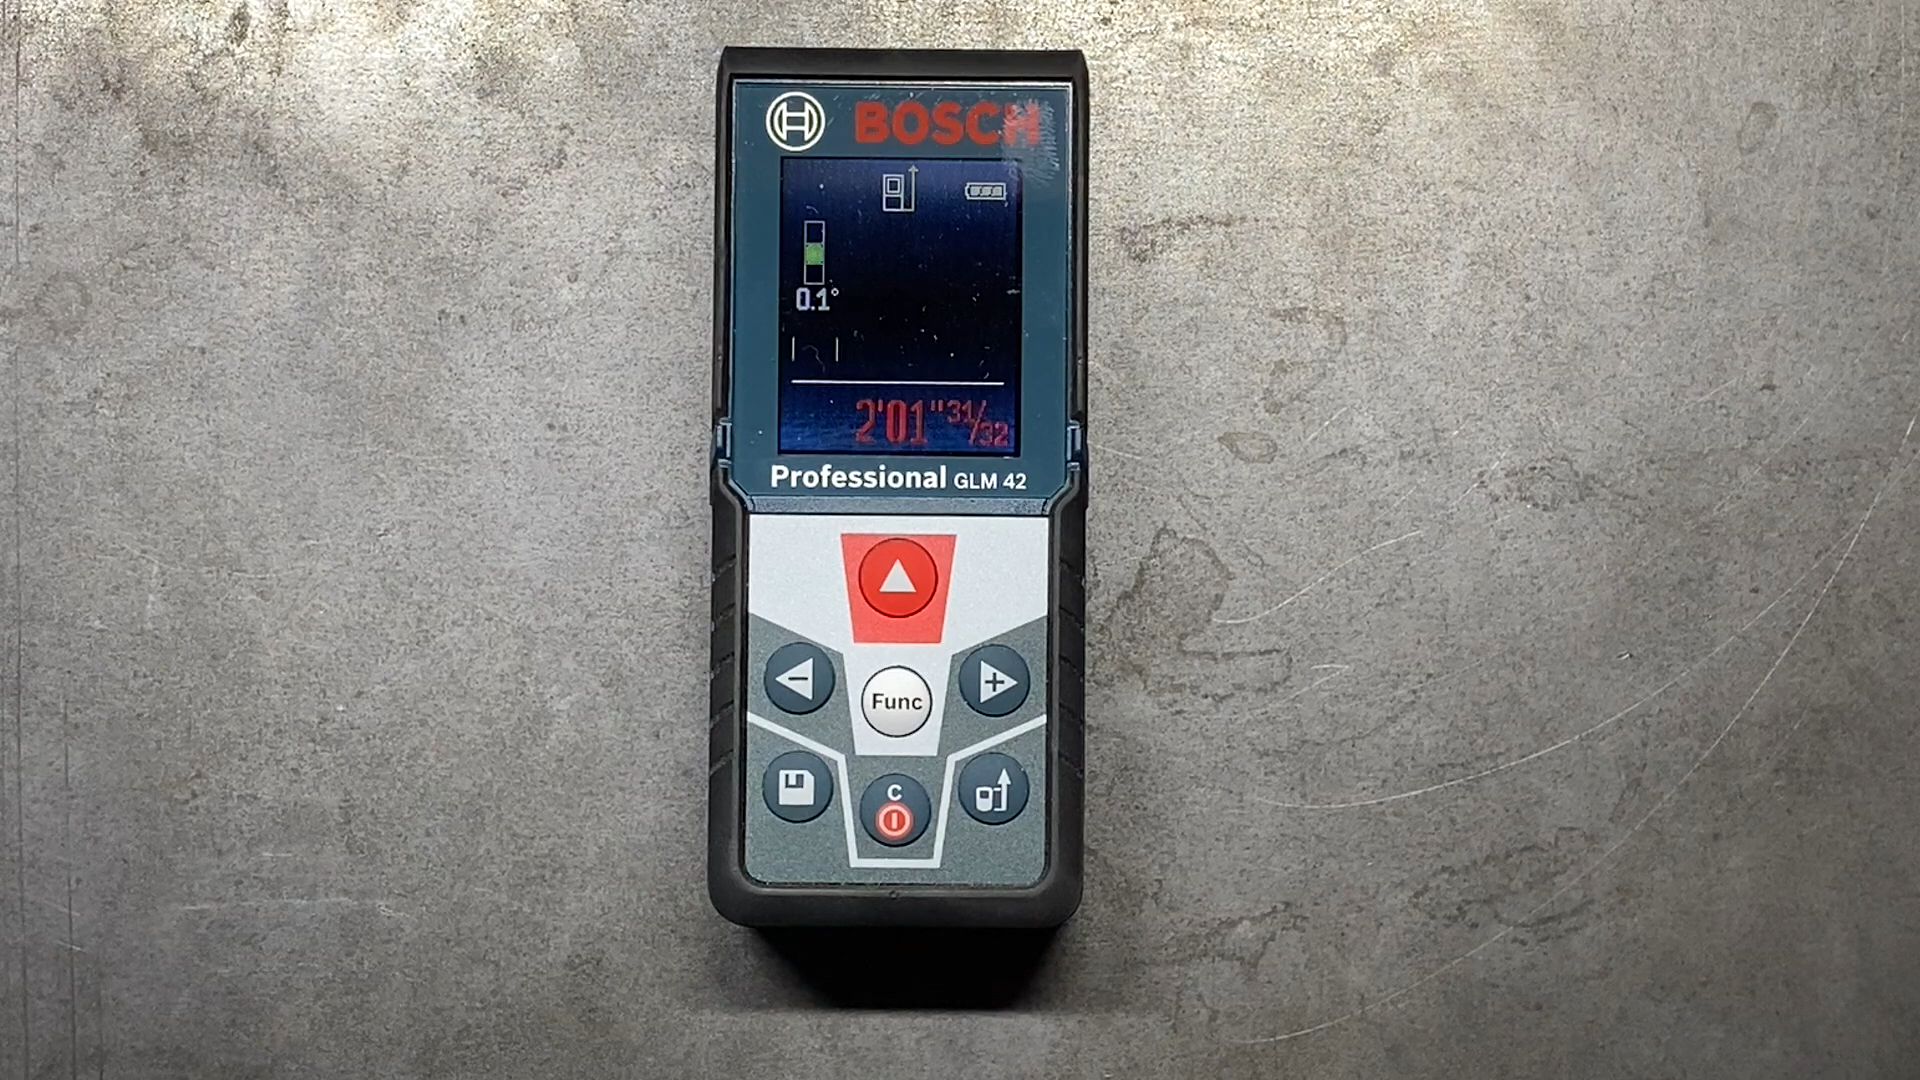 BOSCH
0.1°
2'01" 31/32
Professional GLM 42
Func
C